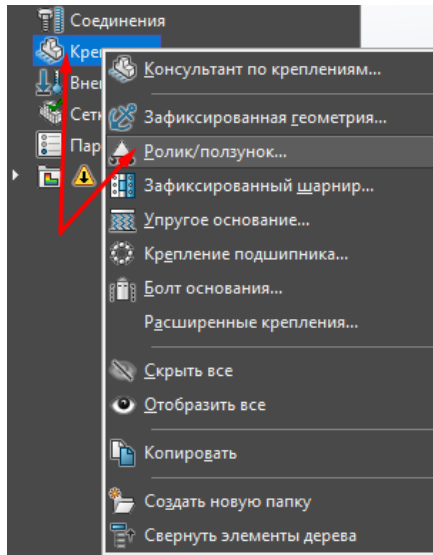 Соединения
Кре
Консультант по креплениям...
Вне
Сет
Зафиксированная геометрия...
Пар
Ролик/ползунок...
Зафиксированный шарнир...
Упругое основание...
Крепление подшипника...
Болт основания...
Расширенные крепления...
Скрыть все
Отобразить все
Копировать
Создать новую папку
Свернуть элементы дерева